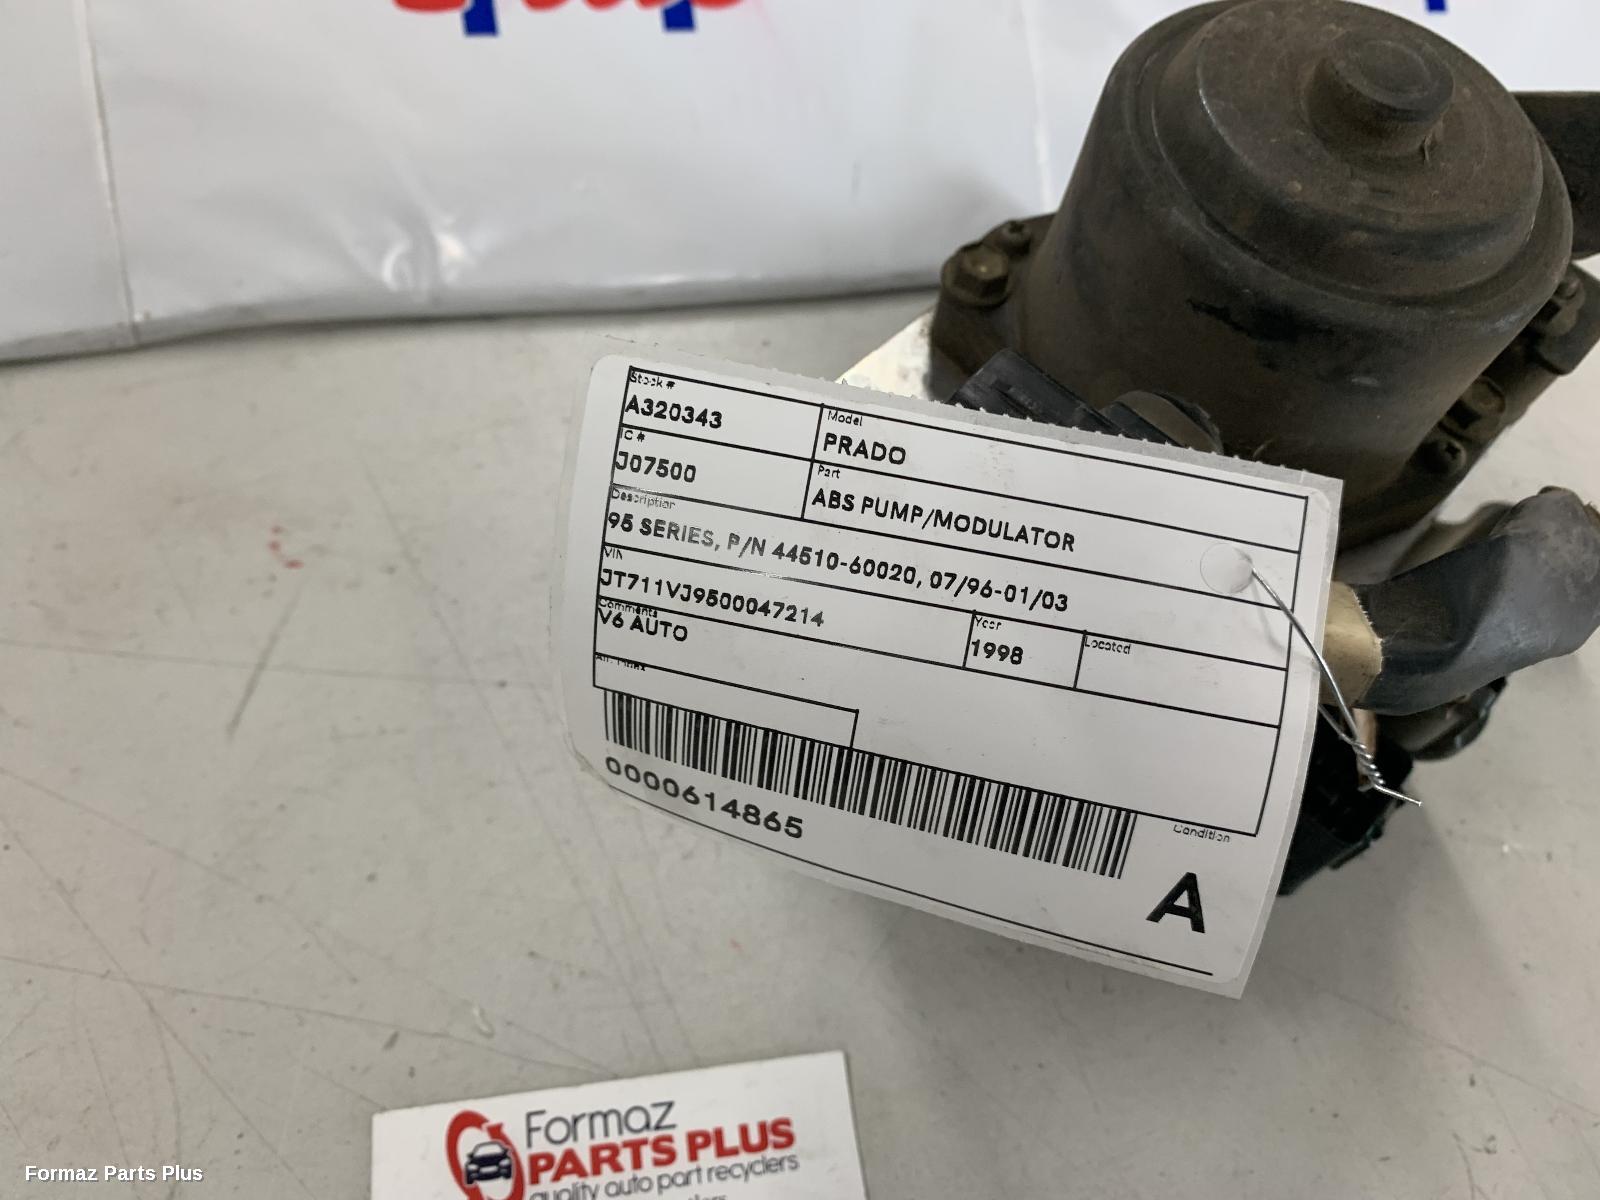 Stock #
A320343
Model
PRADO
IC #
J07500
Part
ABS PUMP/MODULATOR
Description
95 SERIES, P/N 44510-60020, 07/96-01/03
VIN
JT711VJ9500047214
Year
1998
Located
Comments
V6 AUTO
0000614865
Condition
A
Formaz
PARTS PLUS
quality auto part recyclers
Formaz Parts Plus